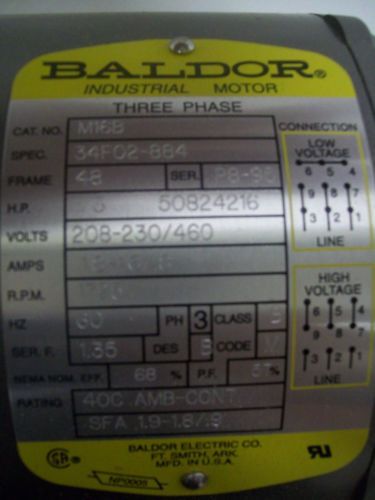 BALDOR®
INDUSTRIAL MOTOR
THREE PHASE
CAT. NO. M16B CONNECTION
SPEC. 34F02-884 LOW VOLTAGE
FRAME 48 SER. 6 5 4
H.P. 50824216 9 7 8
VOLTS 208-230/460 3 2 1
LINE
AMPS
HIGH VOLTAGE
R.P.M.
HZ 60 PH 3 CLASS B 6 5 4
SER. F. 1.35 DES B CODE V 9 8 7
3 2 1
NEMA NOM. EFF. 68 % P.F. % LINE
RATING 40C AMB-CONT
SFA 1.9-1.8/.9
BALDOR ELECTRIC CO.
FT. SMITH, ARK.
MFD. IN U.S.A.
NP0005